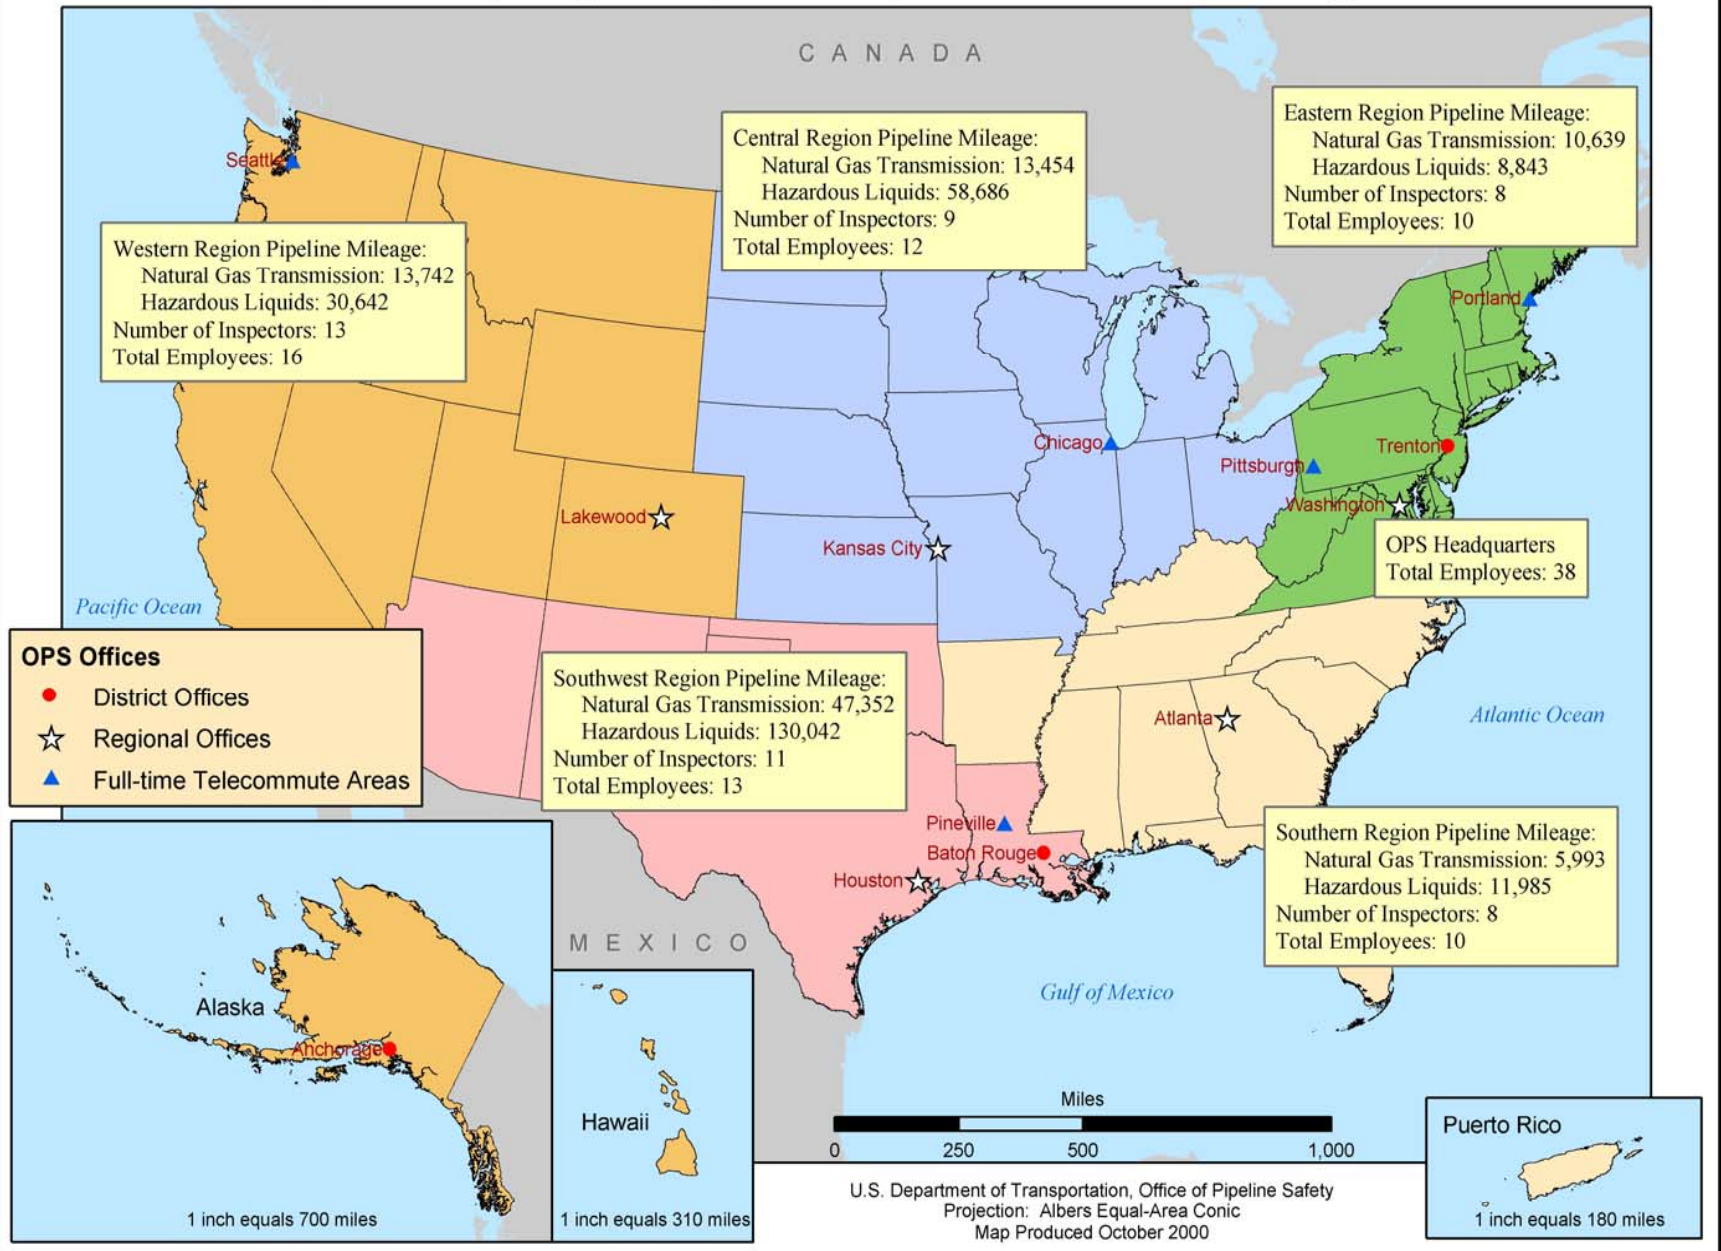 CANADA
Central Region Pipeline Mileage:
Natural Gas Transmission: 13,454
Hazardous Liquids: 58,686
Number of Inspectors: 9
Total Employees: 12
Eastern Region Pipeline Mileage:
Natural Gas Transmission: 10,639
Hazardous Liquids: 8,843
Number of Inspectors: 8
Total Employees: 10
Seattle
Western Region Pipeline Mileage:
Natural Gas Transmission: 13,742
Hazardous Liquids: 30,642
Number of Inspectors: 13
Total Employees: 16
Portland
Chicago
Pittsburgh
Trenton
Washington
Lakewood
Kansas City
OPS Headquarters
Total Employees: 38
Pacific Ocean
OPS Offices
District Offices
Regional Offices
Full-time Telecommute Areas
Southwest Region Pipeline Mileage:
Natural Gas Transmission: 47,352
Hazardous Liquids: 130,042
Number of Inspectors: 11
Total Employees: 13
Atlanta
Atlantic Ocean
Pineville
Baton Rouge
Houston
Southern Region Pipeline Mileage:
Natural Gas Transmission: 5,993
Hazardous Liquids: 11,985
Number of Inspectors: 8
Total Employees: 10
MEXICO
Gulf of Mexico
Alaska
Anchorage
1 inch equals 700 miles
Hawaii
1 inch equals 310 miles
Miles
0 250 500 1,000
U.S. Department of Transportation, Office of Pipeline Safety
Projection: Albers Equal-Area Conic
Map Produced October 2000
Puerto Rico
1 inch equals 180 miles